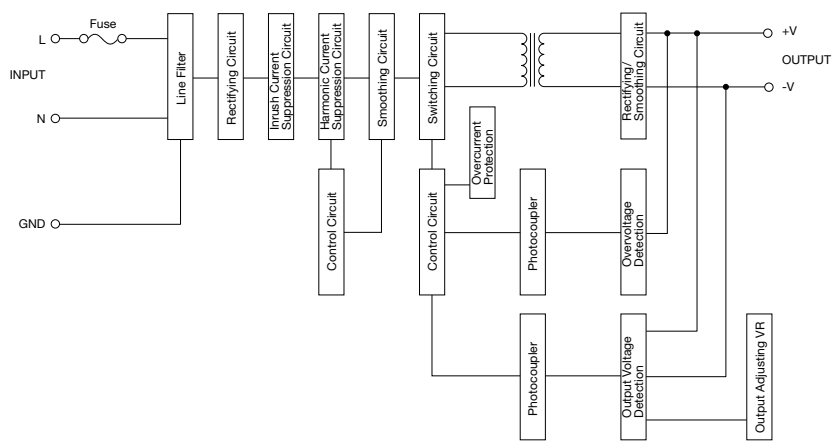 Fuse
L
INPUT
N
GND
Line Filter
Rectifying Circuit
Inrush Current
Suppression Circuit
Harmonic Current
Suppression Circuit
Smoothing Circuit
Switching Circuit
Rectifying/
Smoothing Circuit
+V
OUTPUT
-V
Control Circuit
Control Circuit
Overcurrent
Protection
Photocoupler
Overvoltage
Detection
Photocoupler
Output Voltage
Detection
Output Adjusting VR